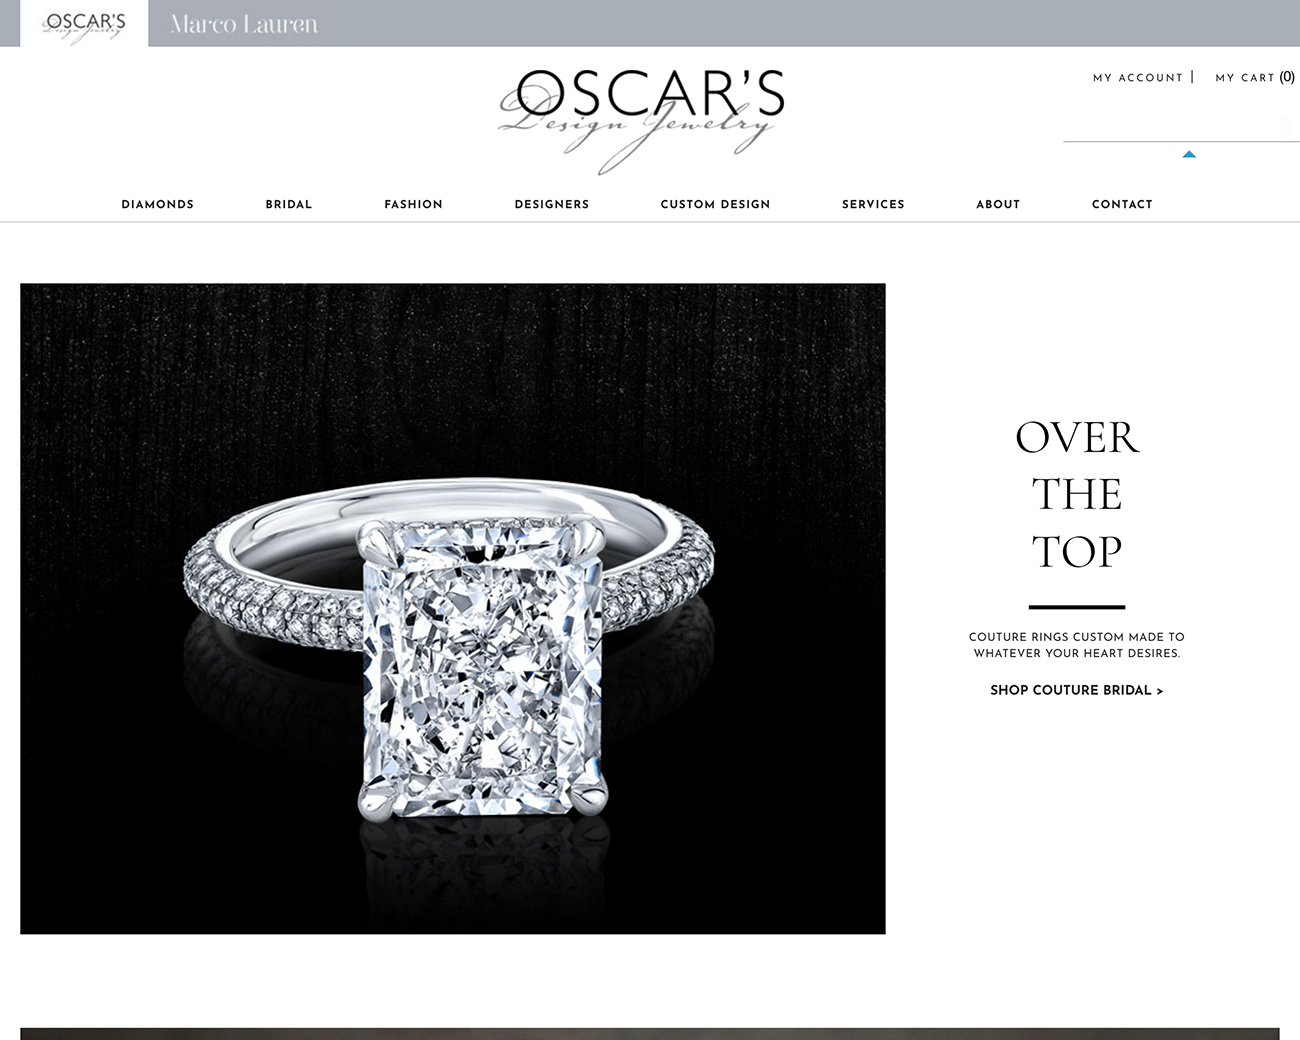 OSCAR'S
Design Jewelry
Marco Lauren
OSCAR'S
Design Jewelry
MY ACCOUNT | MY CART (0)
DIAMONDS BRIDAL FASHION DESIGNERS CUSTOM DESIGN SERVICES ABOUT CONTACT
OVER
THE
TOP
COUTURE RINGS CUSTOM MADE TO
WHATEVER YOUR HEART DESIRES.
SHOP COUTURE BRIDAL >